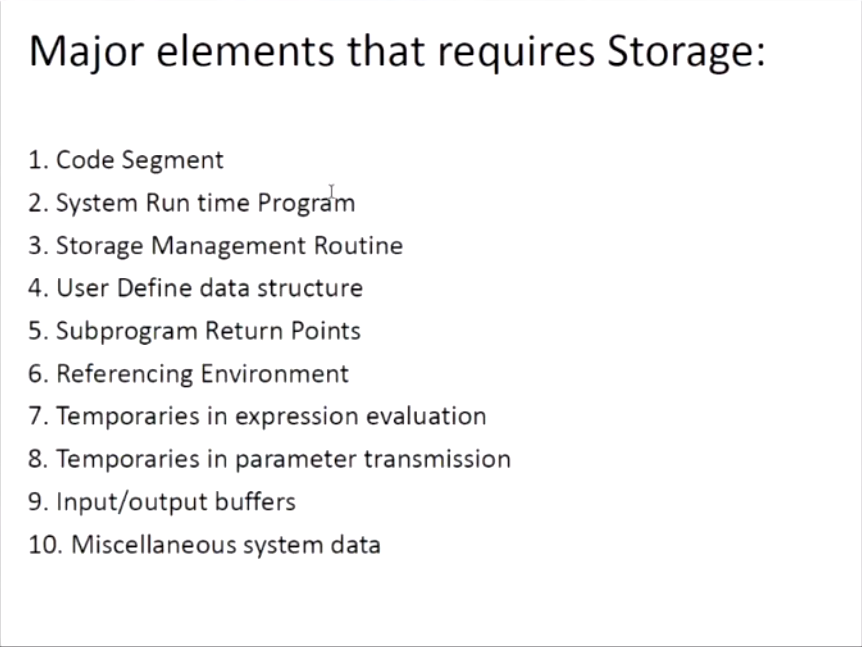 Major elements that requires Storage:
1. Code Segment
2. System Run time Program
3. Storage Management Routine
4. User Define data structure
5. Subprogram Return Points
6. Referencing Environment
7. Temporaries in expression evaluation
8. Temporaries in parameter transmission
9. Input/output buffers
10. Miscellaneous system data